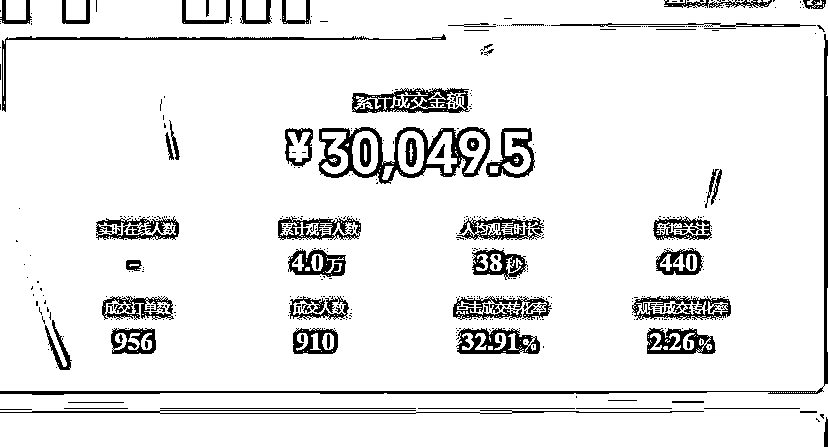 累计成交金额
¥30,049.5
实时在线人数 累计观看人数 人均观看时长 新增关注
- 4.0万 38秒 440
成交订单数 成交人数 点击成交转化率 观看成交转化率
956 910 32.91% 2.26%